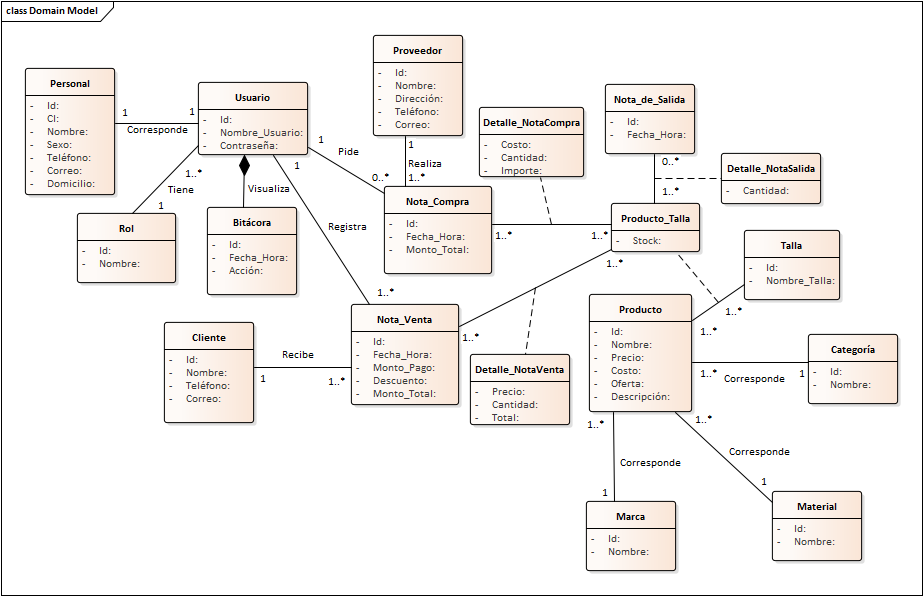 class Domain Model
Personal
- Id:
- CI:
- Nombre:
- Sexo:
- Teléfono:
- Correo:
- Domicilio:
1
1
Corresponde
Usuario
- Id:
- Nombre_Usuario:
- Contraseña:
1..*
Tiene
1
Rol
- Id:
- Nombre:
Visualiza
Bitácora
- Id:
- Fecha_Hora:
- Acción:
1
Pide
0..*
1
Registra
1..*
Proveedor
- Id:
- Nombre:
- Dirección:
- Teléfono:
- Correo:
1
Realiza
1..*
Nota_Compra
- Id:
- Fecha_Hora:
- Monto_Total:
1..*
1..*
Detalle_NotaCompra
- Costo:
- Cantidad:
- Importe:
Nota_de_Salida
- Id:
- Fecha_Hora:
0..*
1..*
Detalle_NotaSalida
- Cantidad:
Producto_Talla
- Stock:
1..*
1..*
Talla
- Id:
- Nombre_Talla:
1..*
1..*
Cliente
- Id:
- Nombre:
- Teléfono:
- Correo:
Recibe
1
1..*
Nota_Venta
- Id:
- Fecha_Hora:
- Monto_Pago:
- Descuento:
- Monto_Total:
Detalle_NotaVenta
- Precio:
- Cantidad:
- Total:
Producto
- Id:
- Nombre:
- Precio:
- Costo:
- Oferta:
- Descripción:
1..*
Corresponde
1
Categoría
- Id:
- Nombre:
1..*
Corresponde
1
Marca
- Id:
- Nombre:
1..*
Corresponde
1
Material
- Id:
- Nombre: